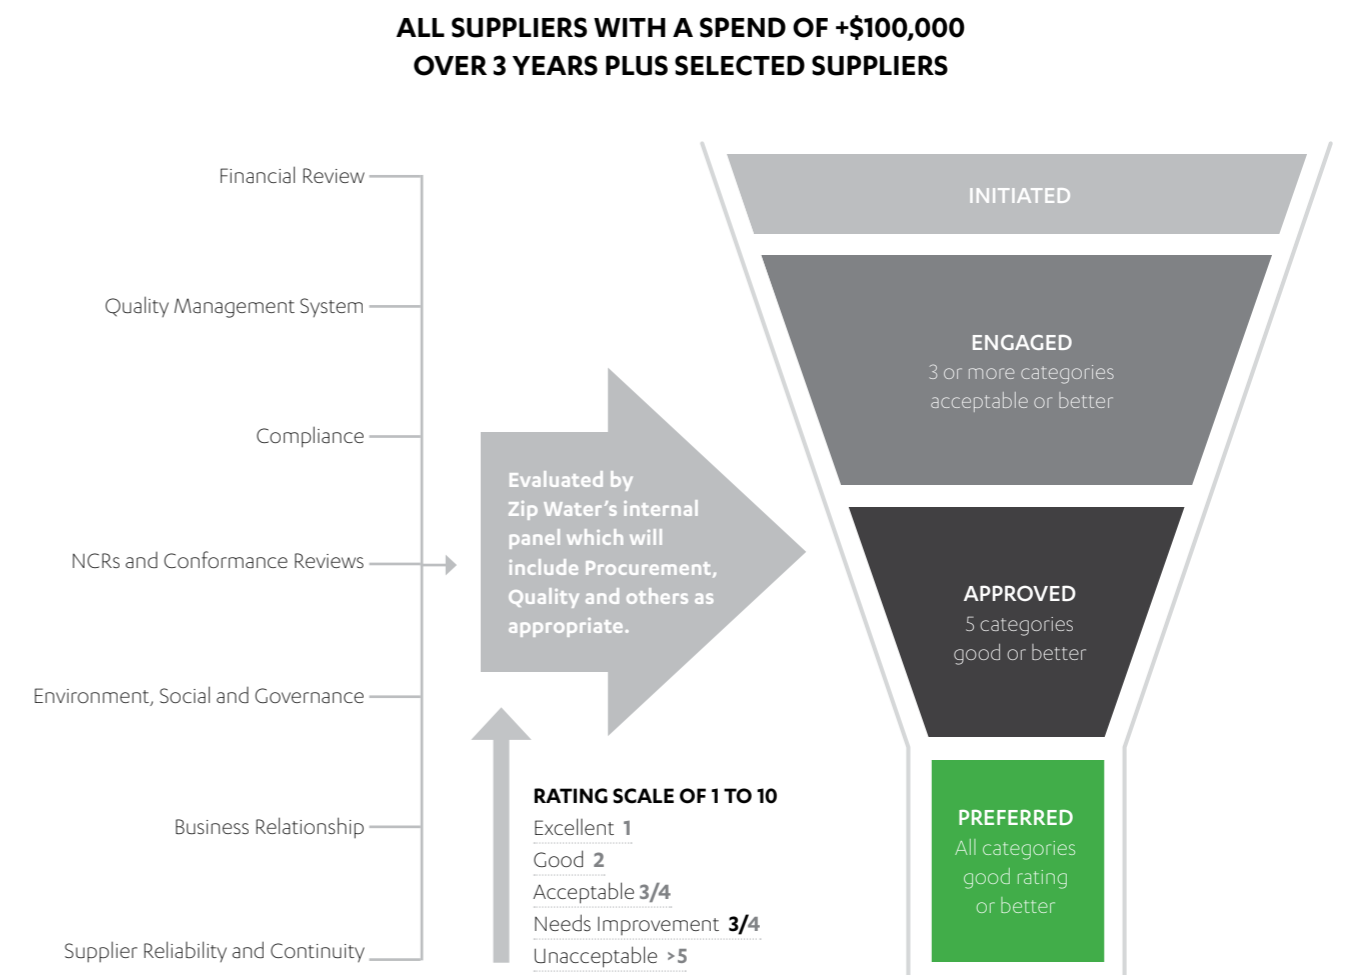 ALL SUPPLIERS WITH A SPEND OF +$100,000
OVER 3 YEARS PLUS SELECTED SUPPLIERS
Financial Review
Quality Management System
Compliance
NCRs and Conformance Reviews
Environment, Social and Governance
Business Relationship
Supplier Reliability and Continuity
Evaluated by
Zip Water’s internal
panel which will
include Procurement,
Quality and others as
appropriate.
RATING SCALE OF 1 TO 10
Excellent 1
Good 2
Acceptable 3/4
Needs Improvement 3/4
Unacceptable >5
INITIATED
ENGAGED
3 or more categories
acceptable or better
APPROVED
5 categories
good or better
PREFERRED
All categories
good rating
or better